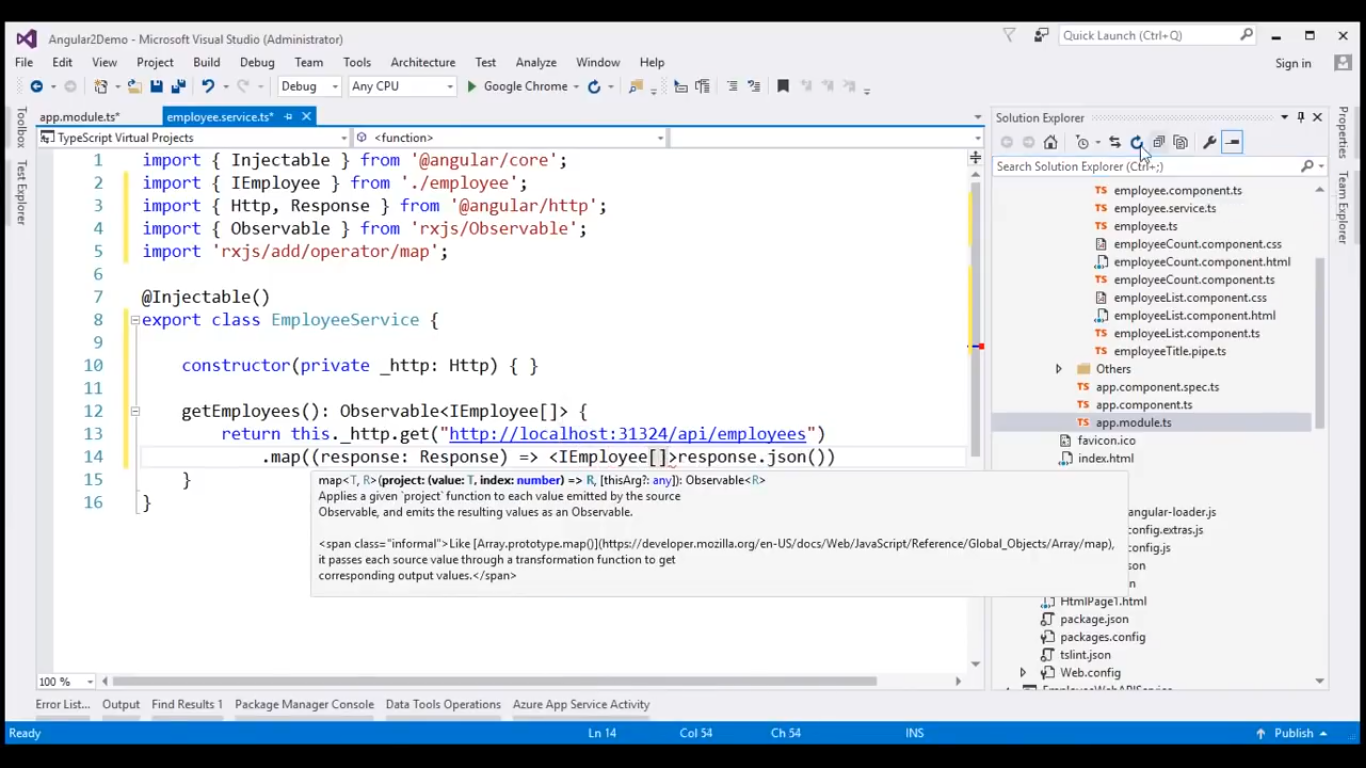 Angular2Demo - Microsoft Visual Studio (Administrator)
Quick Launch (Ctrl+Q)
File Edit View Project Build Debug Team Tools Architecture Test Analyze Window Help
Sign in
Debug Any CPU Google Chrome
Toolbox
Test Explorer
app.module.ts* employee.service.ts*
TypeScript Virtual Projects <function>
1 import { Injectable } from '@angular/core';
2 import { IEmployee } from './employee';
3 import { Http, Response } from '@angular/http';
4 import { Observable } from 'rxjs/Observable';
5 import 'rxjs/add/operator/map';
6
7 @Injectable()
8 export class EmployeeService {
9
10 constructor(private _http: Http) { }
11
12 getEmployees(): Observable<IEmployee[]> {
13 return this._http.get("http://localhost:31324/api/employees")
14 .map((response: Response) => <IEmployee[]>response.json())
15 }
16 }
map<T, R>(project: (value: T, index: number) => R, [thisArg?: any]): Observable<R>
Applies a given `project` function to each value emitted by the source
Observable, and emits the resulting values as an Observable.
<span class="informal">Like [Array.prototype.map()](https://developer.mozilla.org/en-US/docs/Web/JavaScript/Reference/Global_Objects/Array/map),
it passes each source value through a transformation function to get
corresponding output values.</span>
100 %
Solution Explorer
Search Solution Explorer (Ctrl+;)
employee.component.ts
employee.service.ts
employee.ts
employeeCount.component.css
employeeCount.component.html
employeeCount.component.ts
employeeList.component.css
employeeList.component.html
employeeList.component.ts
employeeTitle.pipe.ts
Others
app.component.spec.ts
app.component.ts
app.module.ts
favicon.ico
index.html
angular-loader.js
config.extras.js
config.js
HtmlPage1.html
package.json
packages.config
tslint.json
Web.config
Properties
Team Explorer
Error List... Output Find Results 1 Package Manager Console Data Tools Operations Azure App Service Activity
Ready Ln 14 Col 54 Ch 54 INS Publish